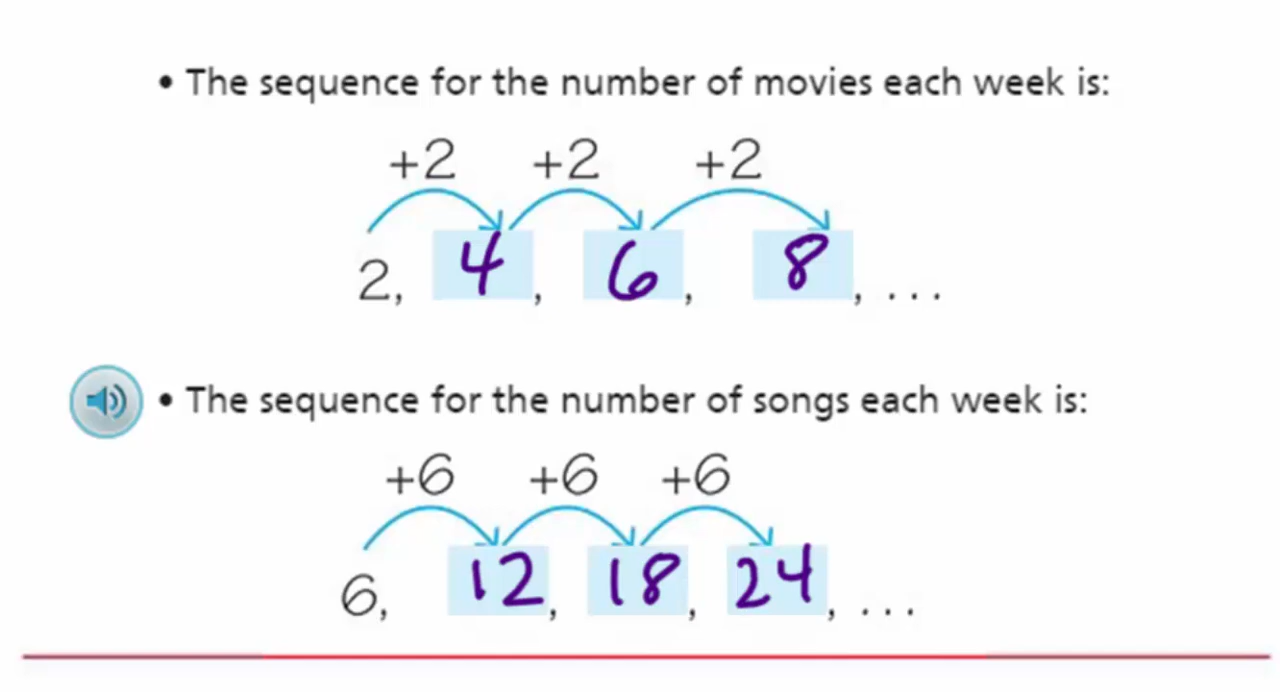 • The sequence for the number of movies each week is:
+2 +2 +2
2, 4, 6, 8, ...
• The sequence for the number of songs each week is:
+6 +6 +6
6, 12, 18, 24, ...